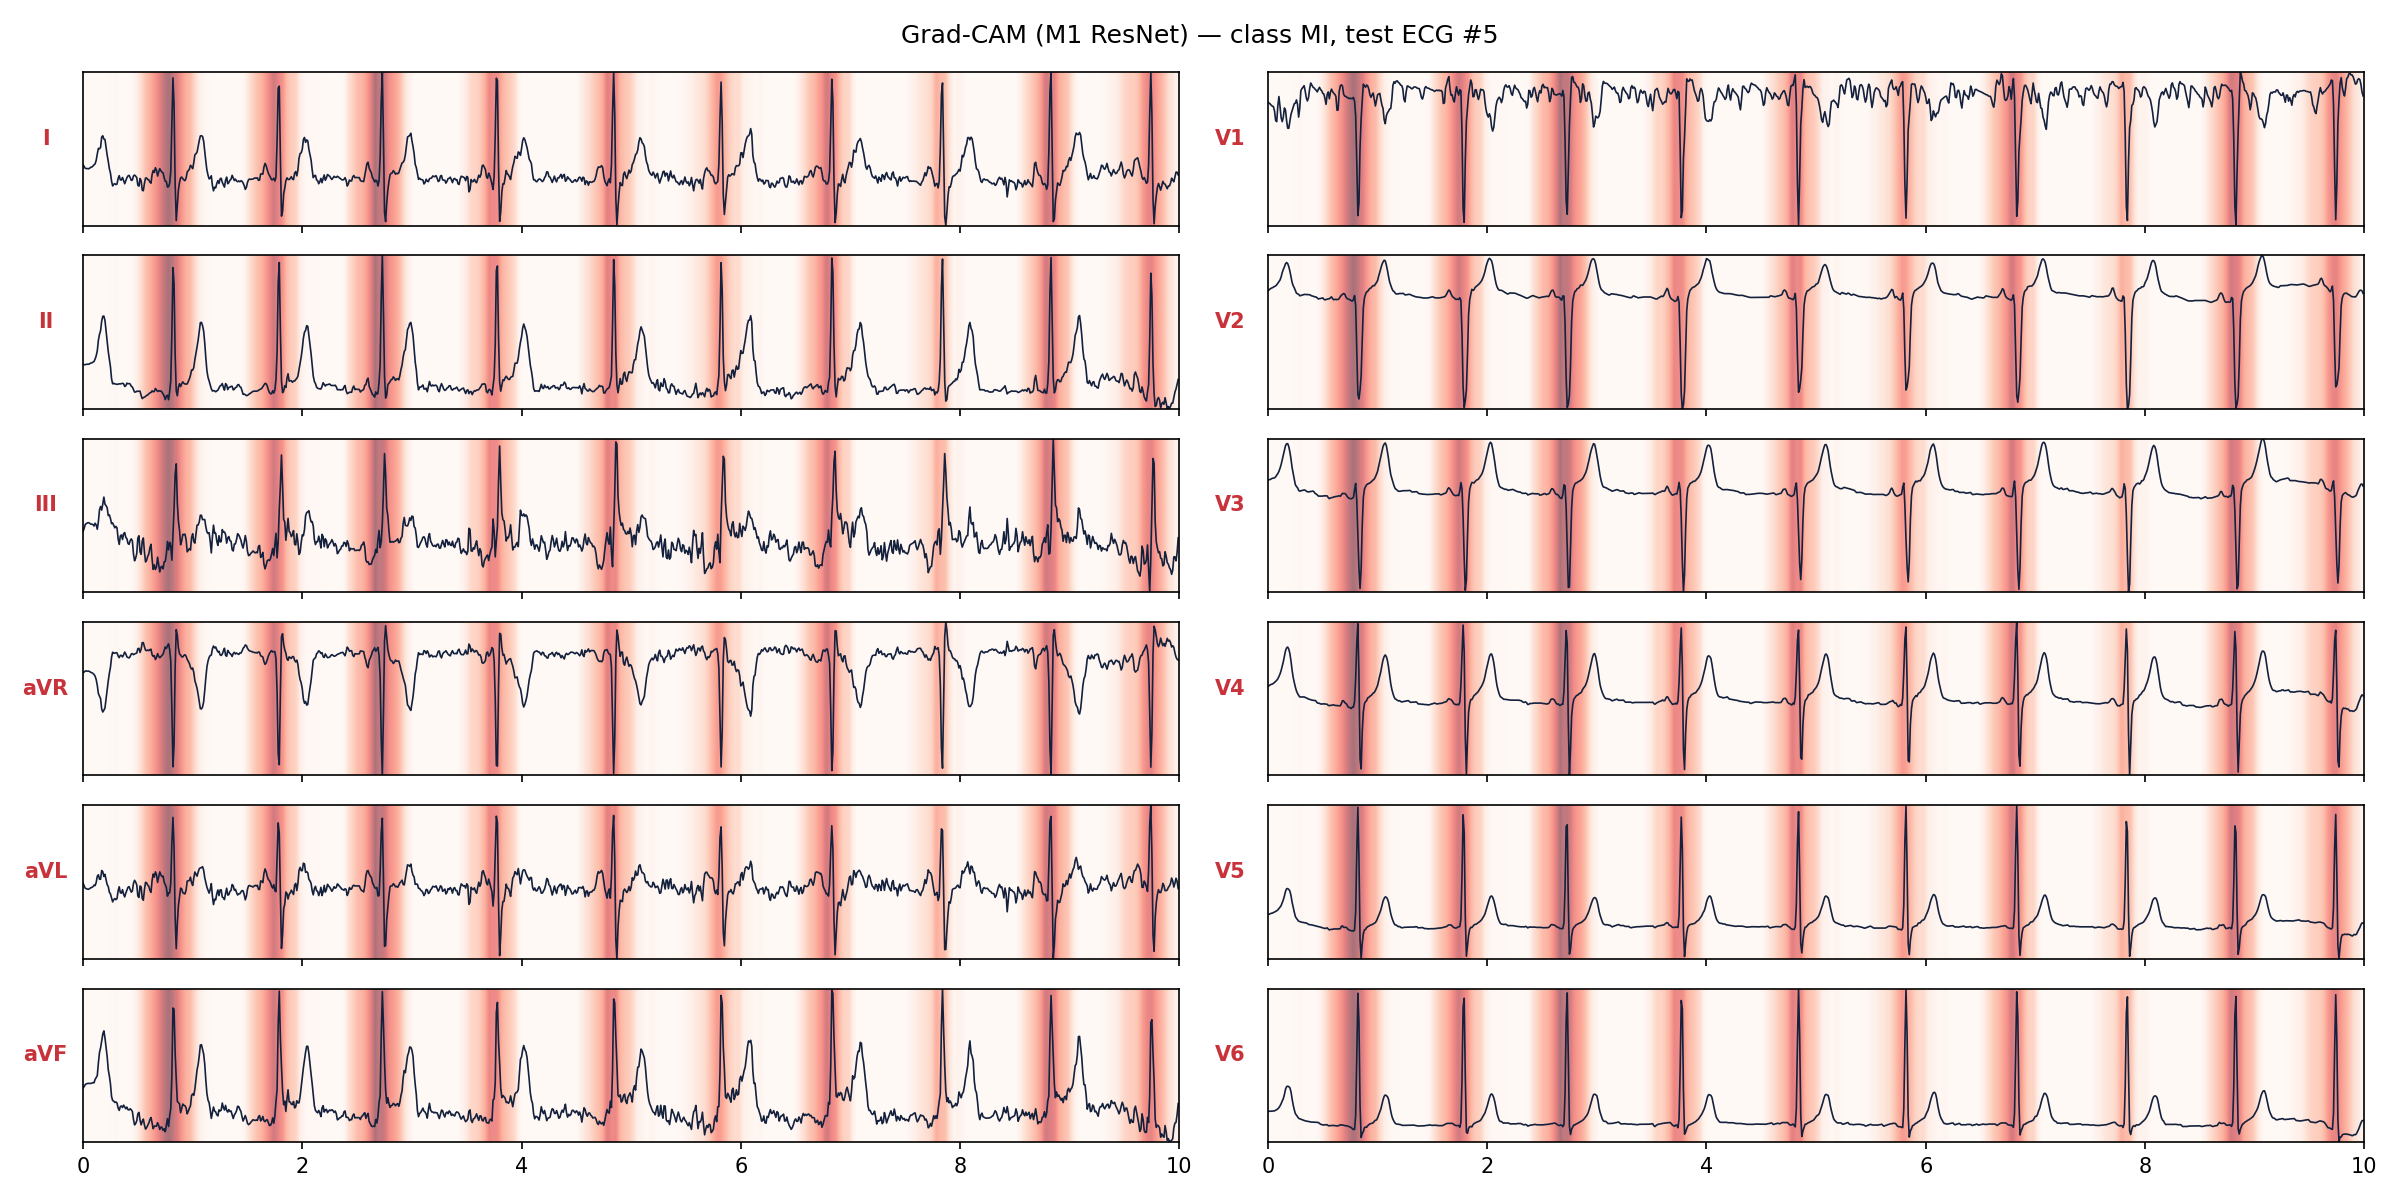 Grad-CAM (M1 ResNet) — class MI, test ECG #5
I
II
III
aVR
aVL
aVF
0 2 4 6 8 10
V1
V2
V3
V4
V5
V6
0 2 4 6 8 10